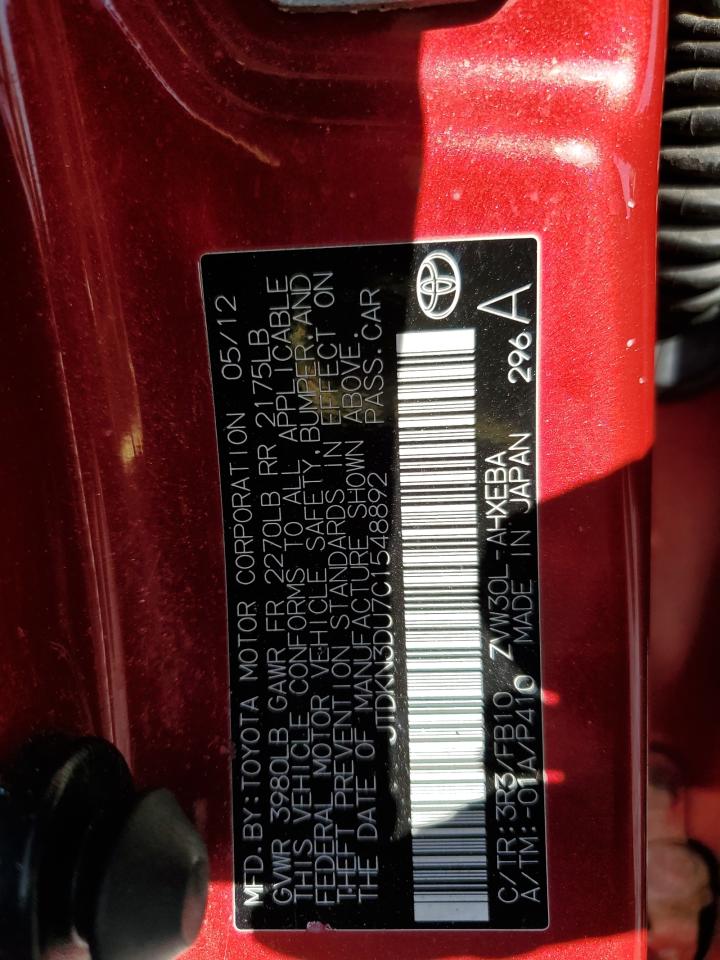 MFD.BY:TOYOTA MOTOR CORPORATION 05/12
GVWR 3980LB GAWR FR 2270LB RR 2175LB
THIS VEHICLE CONFORMS TO ALL APPLICABLE
FEDERAL MOTOR VEHICLE SAFETY,BUMPER,AND
THEFT PREVENTION STANDARDS IN EFFECT ON
THE DATE OF MANUFACTURE SHOWN ABOVE.
JTDKN3DU7C1548892 PASS.CAR
C/TR:3R3/FB10 ZVW30L-AHXEBA
A/TM:-01A/P410 MADE IN JAPAN 296 A